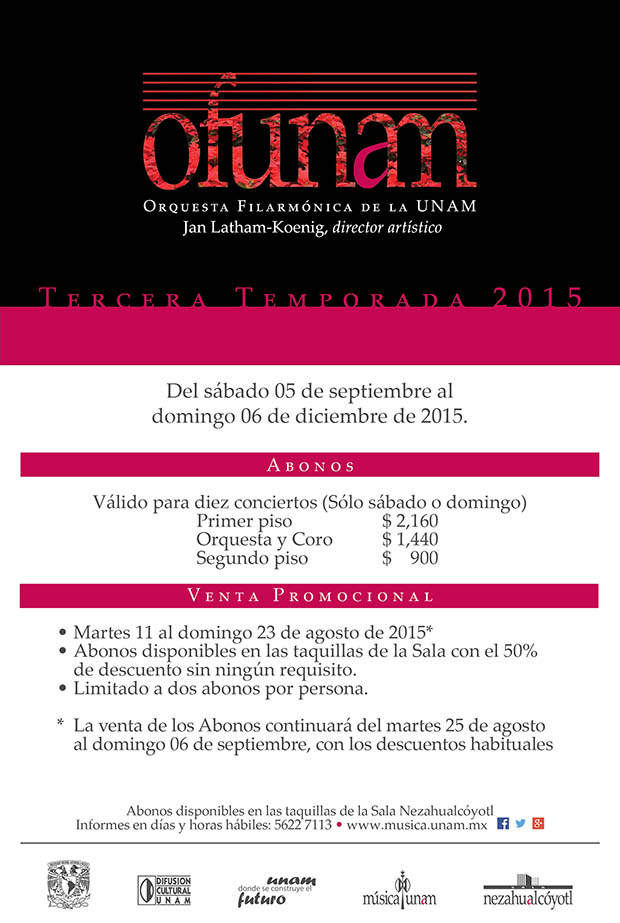 ofunam
ORQUESTA FILARMÓNICA DE LA UNAM
Jan Latham-Koenig, director artístico
TERCERA TEMPORADA 2015
Del sábado 05 de septiembre al
domingo 06 de diciembre de 2015.
ABONOS
Válido para diez conciertos (Sólo sábado o domingo)
Primer piso $ 2,160
Orquesta y Coro $ 1,440
Segundo piso $ 900
VENTA PROMOCIONAL
• Martes 11 al domingo 23 de agosto de 2015*
• Abonos disponibles en las taquillas de la Sala con el 50%
de descuento sin ningún requisito.
• Limitado a dos abonos por persona.
* La venta de los Abonos continuará del martes 25 de agosto
al domingo 06 de septiembre, con los descuentos habituales
Abonos disponibles en las taquillas de la Sala Nezahualcóyotl
Informes en días y horas hábiles: 5622 7113 • www.musica.unam.mx
DIFUSION
CULTURAL
UNAM
unam
donde se construye el
futuro
música unam
nezahualcóyotl